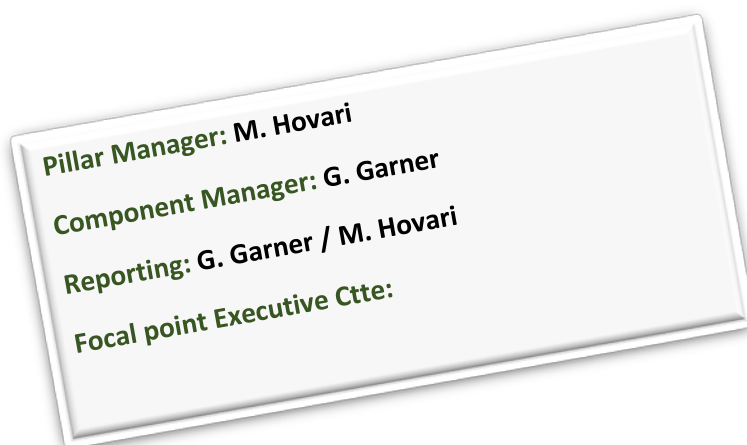 Pillar Manager: M. Hovari
Component Manager: G. Garner
Reporting: G. Garner / M. Hovari
Focal point Executive Ctte: